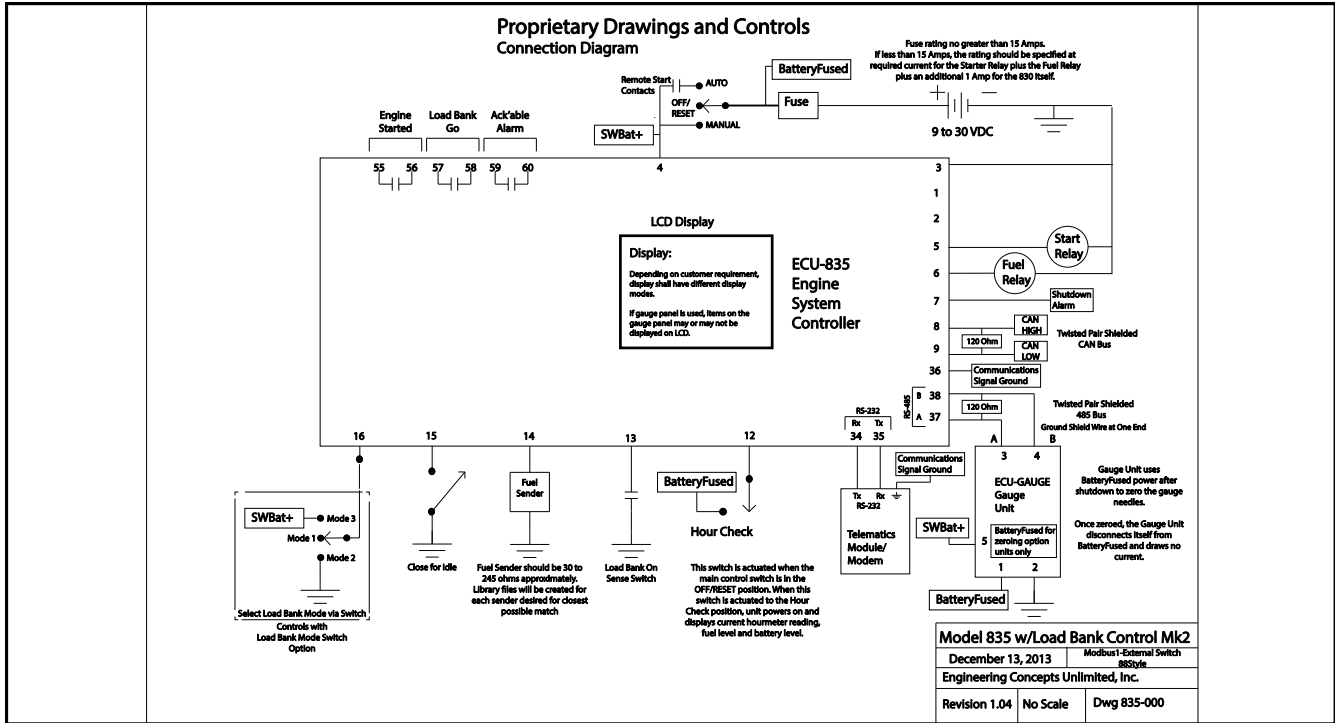 Proprietary Drawings and Controls
Connection Diagram
Fuse rating no greater than 15 Amps.
If less than 15 Amps, the rating should be specified at
required current for the Starter Relay plus the Fuel Relay
plus an additional 1 Amp for the 830 itself.
BatteryFused
Remote Start
Contacts
AUTO
OFF/
RESET
MANUAL
Fuse
+
−
9 to 30 VDC
SWBat+
Engine
Started
Load Bank
Go
Ack'able
Alarm
55 56 57 58 59 60
4
3
1
2
5
6
7
8
9
36
B 38
A 37
RS-485
LCD Display
Display:
Depending on customer requirement,
display shall have different display
modes.
If gauge panel is used, items on the
gauge panel may or may not be
displayed on LCD.
ECU-835
Engine
System
Controller
Start
Relay
Fuel
Relay
Shutdown
Alarm
CAN
HIGH
120 Ohm
CAN
LOW
Twisted Pair Shielded
CAN Bus
Communications
Signal Ground
120 Ohm
Twisted Pair Shielded
485 Bus
Ground Shield Wire at One End
RS-232
Rx Tx
34 35
16
15
14
13
12
SWBat+
Mode 3
Mode 1
Mode 2
Select Load Bank Mode via Switch
Controls with
Load Bank Mode Switch
Option
Close for Idle
Fuel
Sender
Fuel Sender should be 30 to
245 ohms approximately.
Library files will be created for
each sender desired for closest
possible match
Load Bank On
Sense Switch
BatteryFused
Hour Check
This switch is actuated when the
main control switch is in the
OFF/RESET position. When this
switch is actuated to the Hour
Check position, unit powers on and
displays current hourmeter reading,
fuel level and battery level.
Communications
Signal Ground
Tx Rx
RS-232
Telematics
Module/
Modem
A B
3 4
ECU-GAUGE
Gauge
Unit
SWBat+
5
BatteryFused for
zeroing option
units only
1 2
BatteryFused
Gauge Unit uses
BatteryFused power after
shutdown to zero the gauge
needles.
Once zeroed, the Gauge Unit
disconnects itself from
BatteryFused and draws no
current.
Model 835 w/Load Bank Control Mk2
December 13, 2013
Modbus1-External Switch
88Style
Engineering Concepts Unlimited, Inc.
Revision 1.04
No Scale
Dwg 835-000